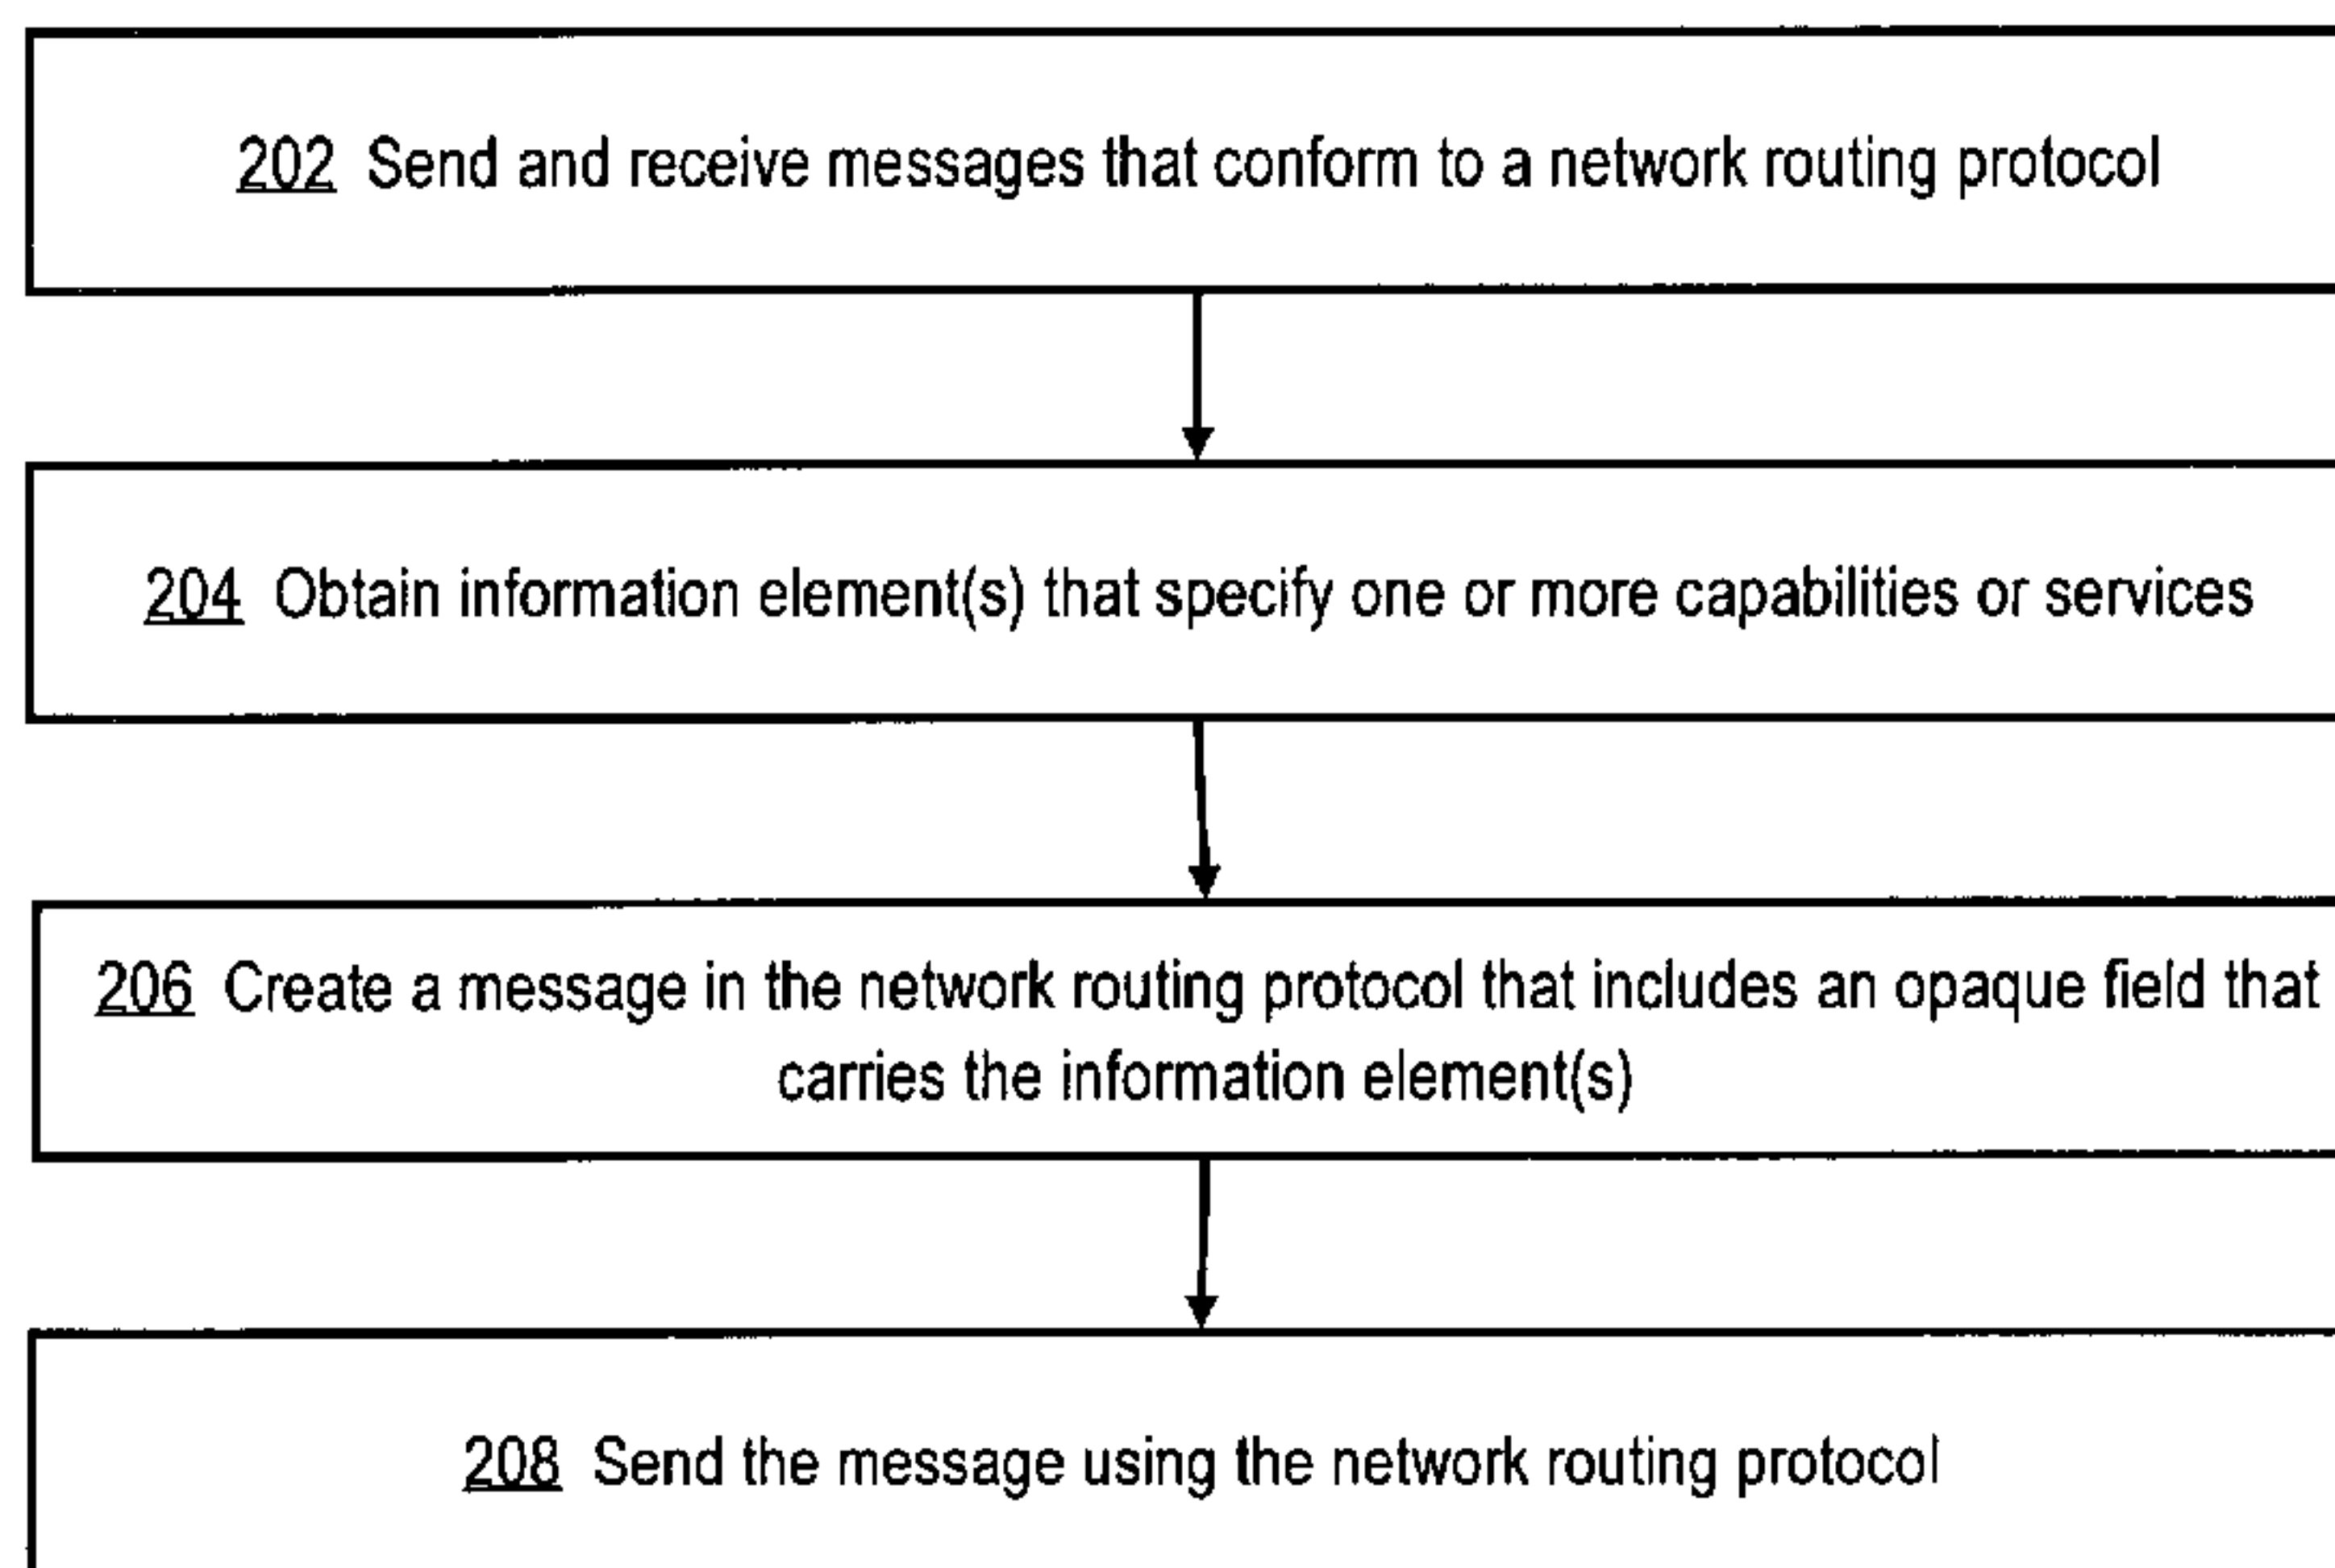 202 Send and receive messages that conform to a network routing protocol
204 Obtain information element(s) that specify one or more capabilities or services
206 Create a message in the network routing protocol that includes an opaque field that
carries the information element(s)
208 Send the message using the network routing protocol